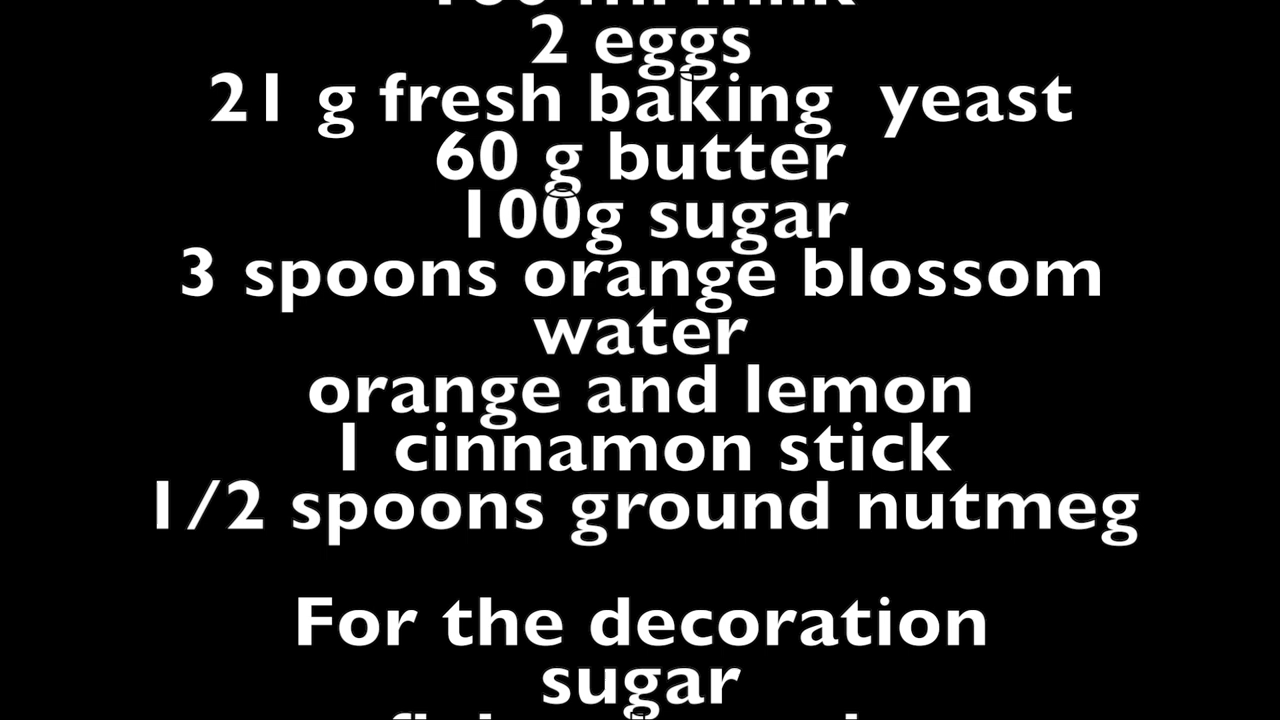 2 eggs
21 g fresh baking  yeast
60 g butter
100g sugar
3 spoons orange blossom
water
orange and lemon
1 cinnamon stick
1/2 spoons ground nutmeg
For the decoration
sugar